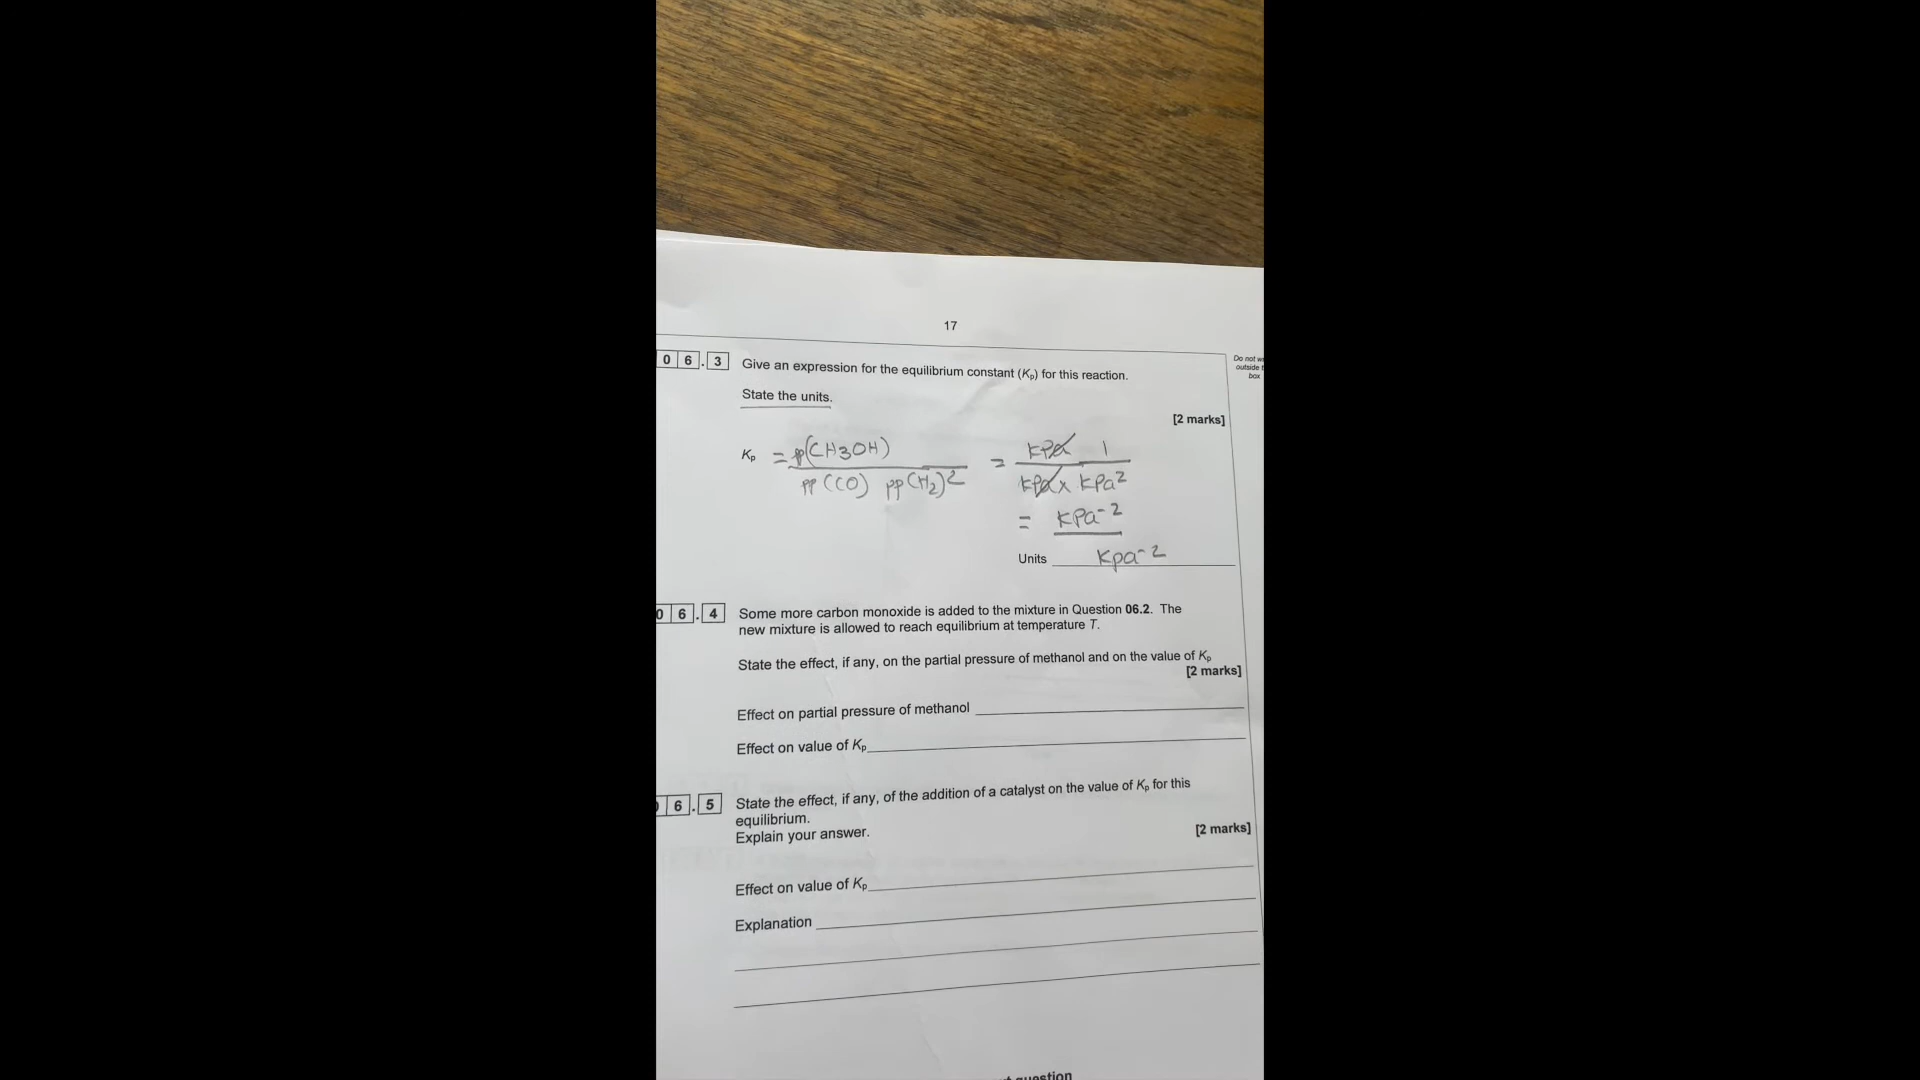 17
0 6 . 3 Give an expression for the equilibrium constant (Kp) for this reaction.
Do not
outside
box
State the units.
[2 marks]
Kp = p(CH3OH) / pp(CO) pp(H2)² = kPa 1 / kPa x kPa²
= kPa⁻²
Units kpa⁻²
0 6 . 4 Some more carbon monoxide is added to the mixture in Question 06.2. The
new mixture is allowed to reach equilibrium at temperature T.
State the effect, if any, on the partial pressure of methanol and on the value of Kp
[2 marks]
Effect on partial pressure of methanol
Effect on value of Kp
6 . 5 State the effect, if any, of the addition of a catalyst on the value of Kp for this
equilibrium.
Explain your answer.
[2 marks]
Effect on value of Kp
Explanation
question